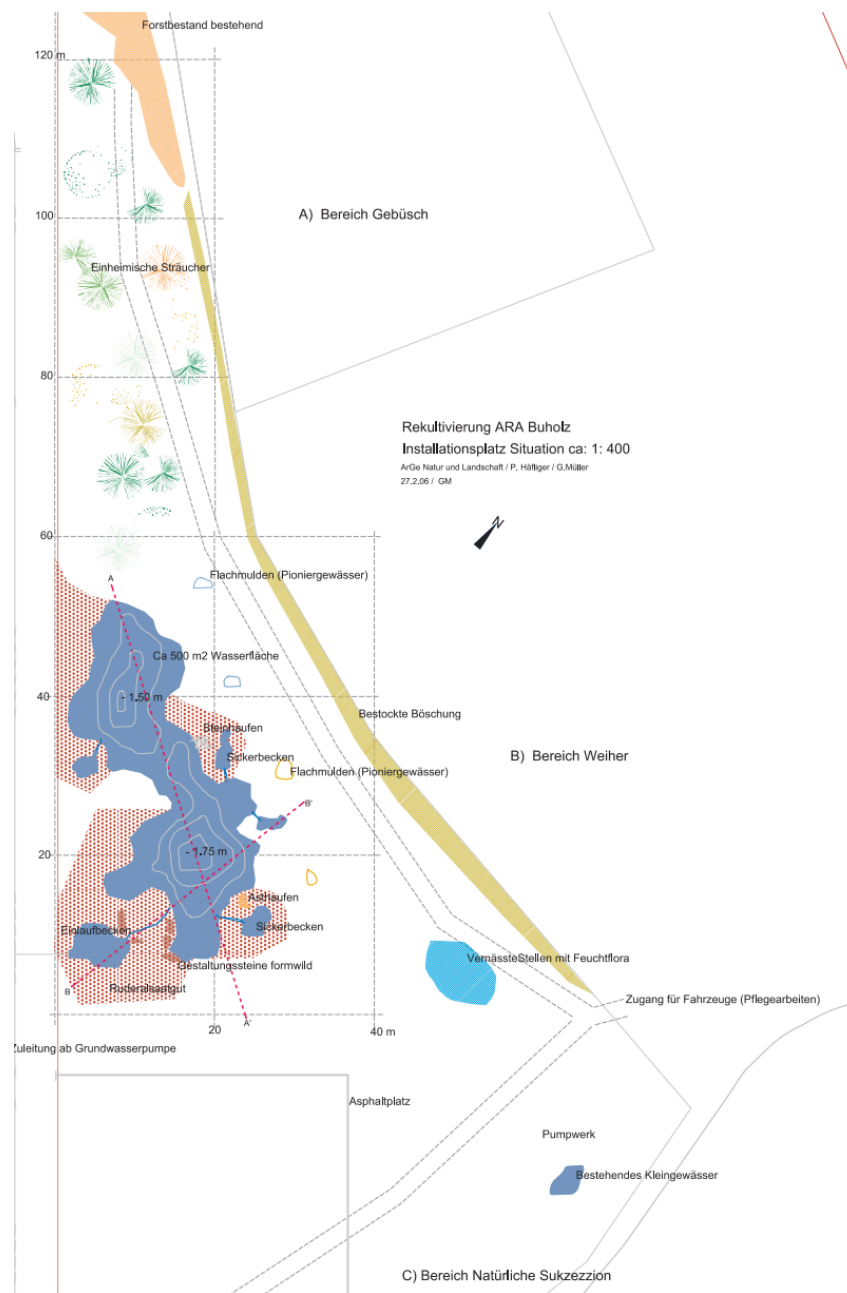 Forstbestand bestehend
120 m
100
A) Bereich Gebüsch
Einheimische Sträucher
80
Rekultivierung ARA Buholz
Installationsplatz Situation ca: 1: 400
ArGe Natur und Landschaft / P. Häfliger / G.Müller
27.2.06 / GM
N
60
A
Flachmulden (Pioniergewässer)
Ca 500 m2 Wasserfläche
40
- 1.50 m
Bestockte Böschung
Steinhaufen
Sickerbecken
B) Bereich Weiher
Flachmulden (Pioniergewässer)
B'
20
- 1.75 m
Asthaufen
Einlaufbecken
Sickerbecken
VernässteStellen mit Feuchtflora
Gestaltungssteine formwild
B
Ruderalsaatgut
Zugang für Fahrzeuge (Pflegearbeiten)
A'
20
40 m
Zuleitung ab Grundwasserpumpe
Asphaltplatz
Pumpwerk
Bestehendes Kleingewässer
C) Bereich Natürliche Sukzezzion